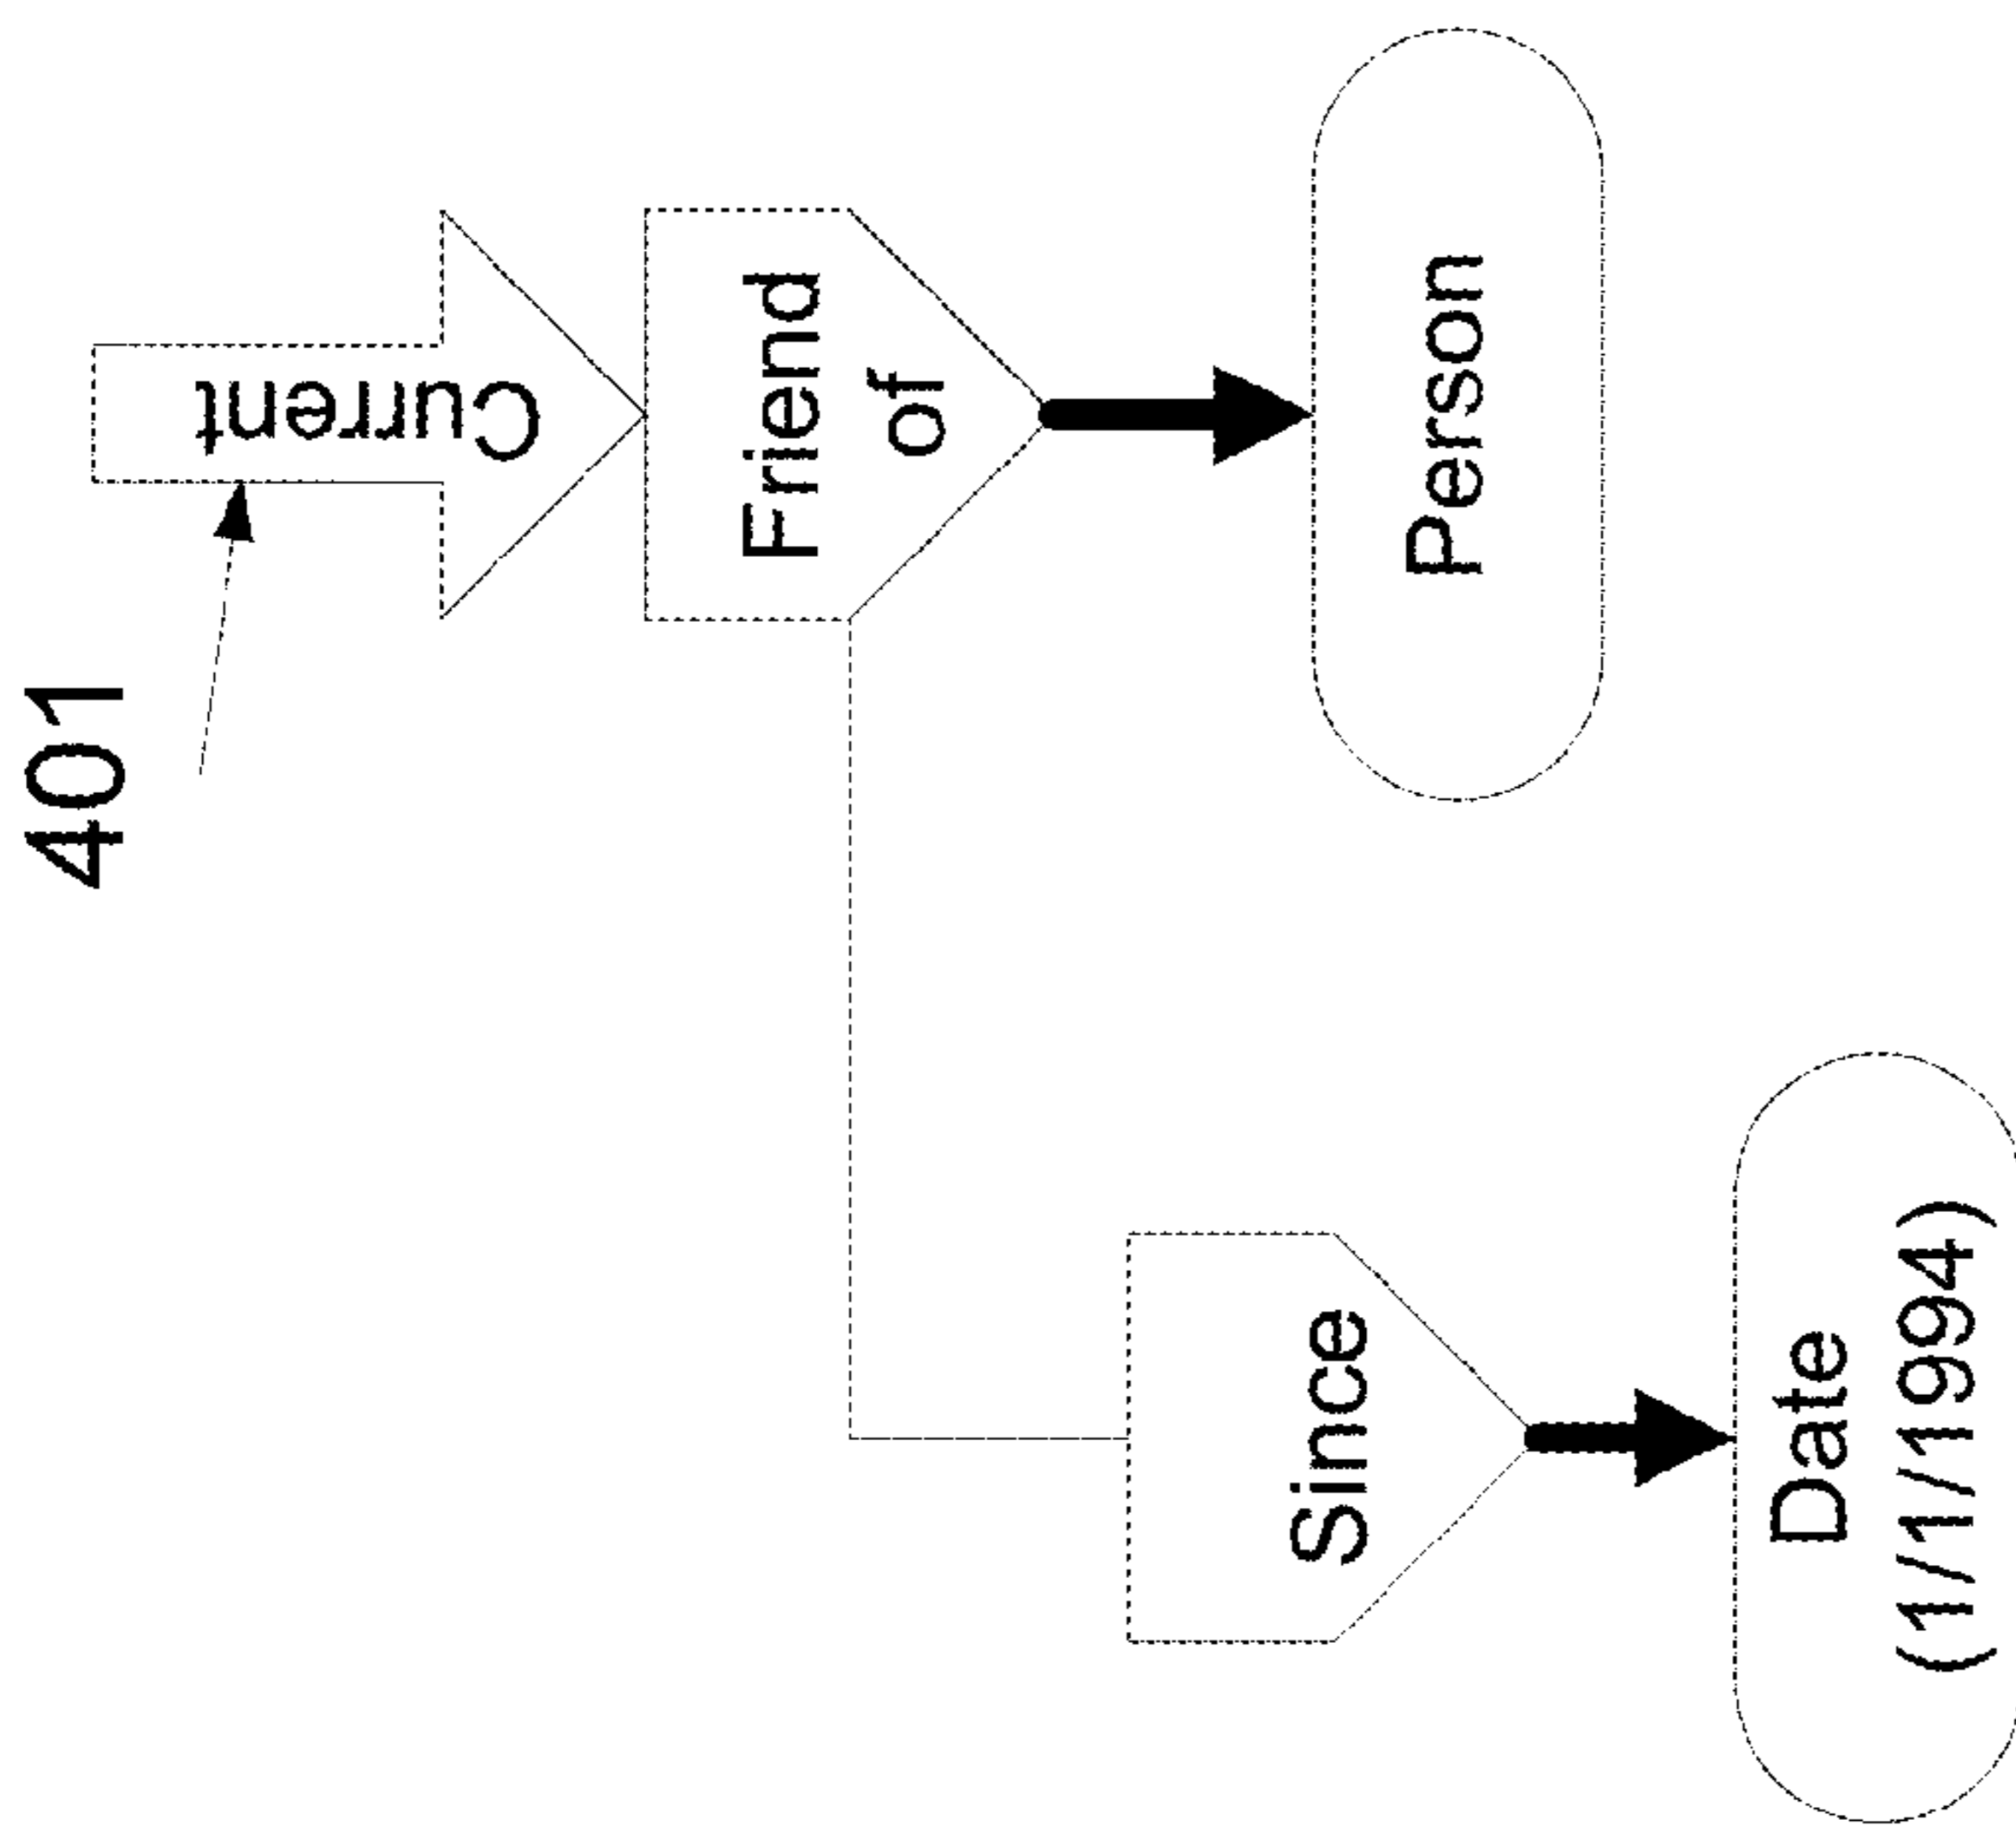 401
Current
Friend
of
Since
Person
Date
(1/1/1994)